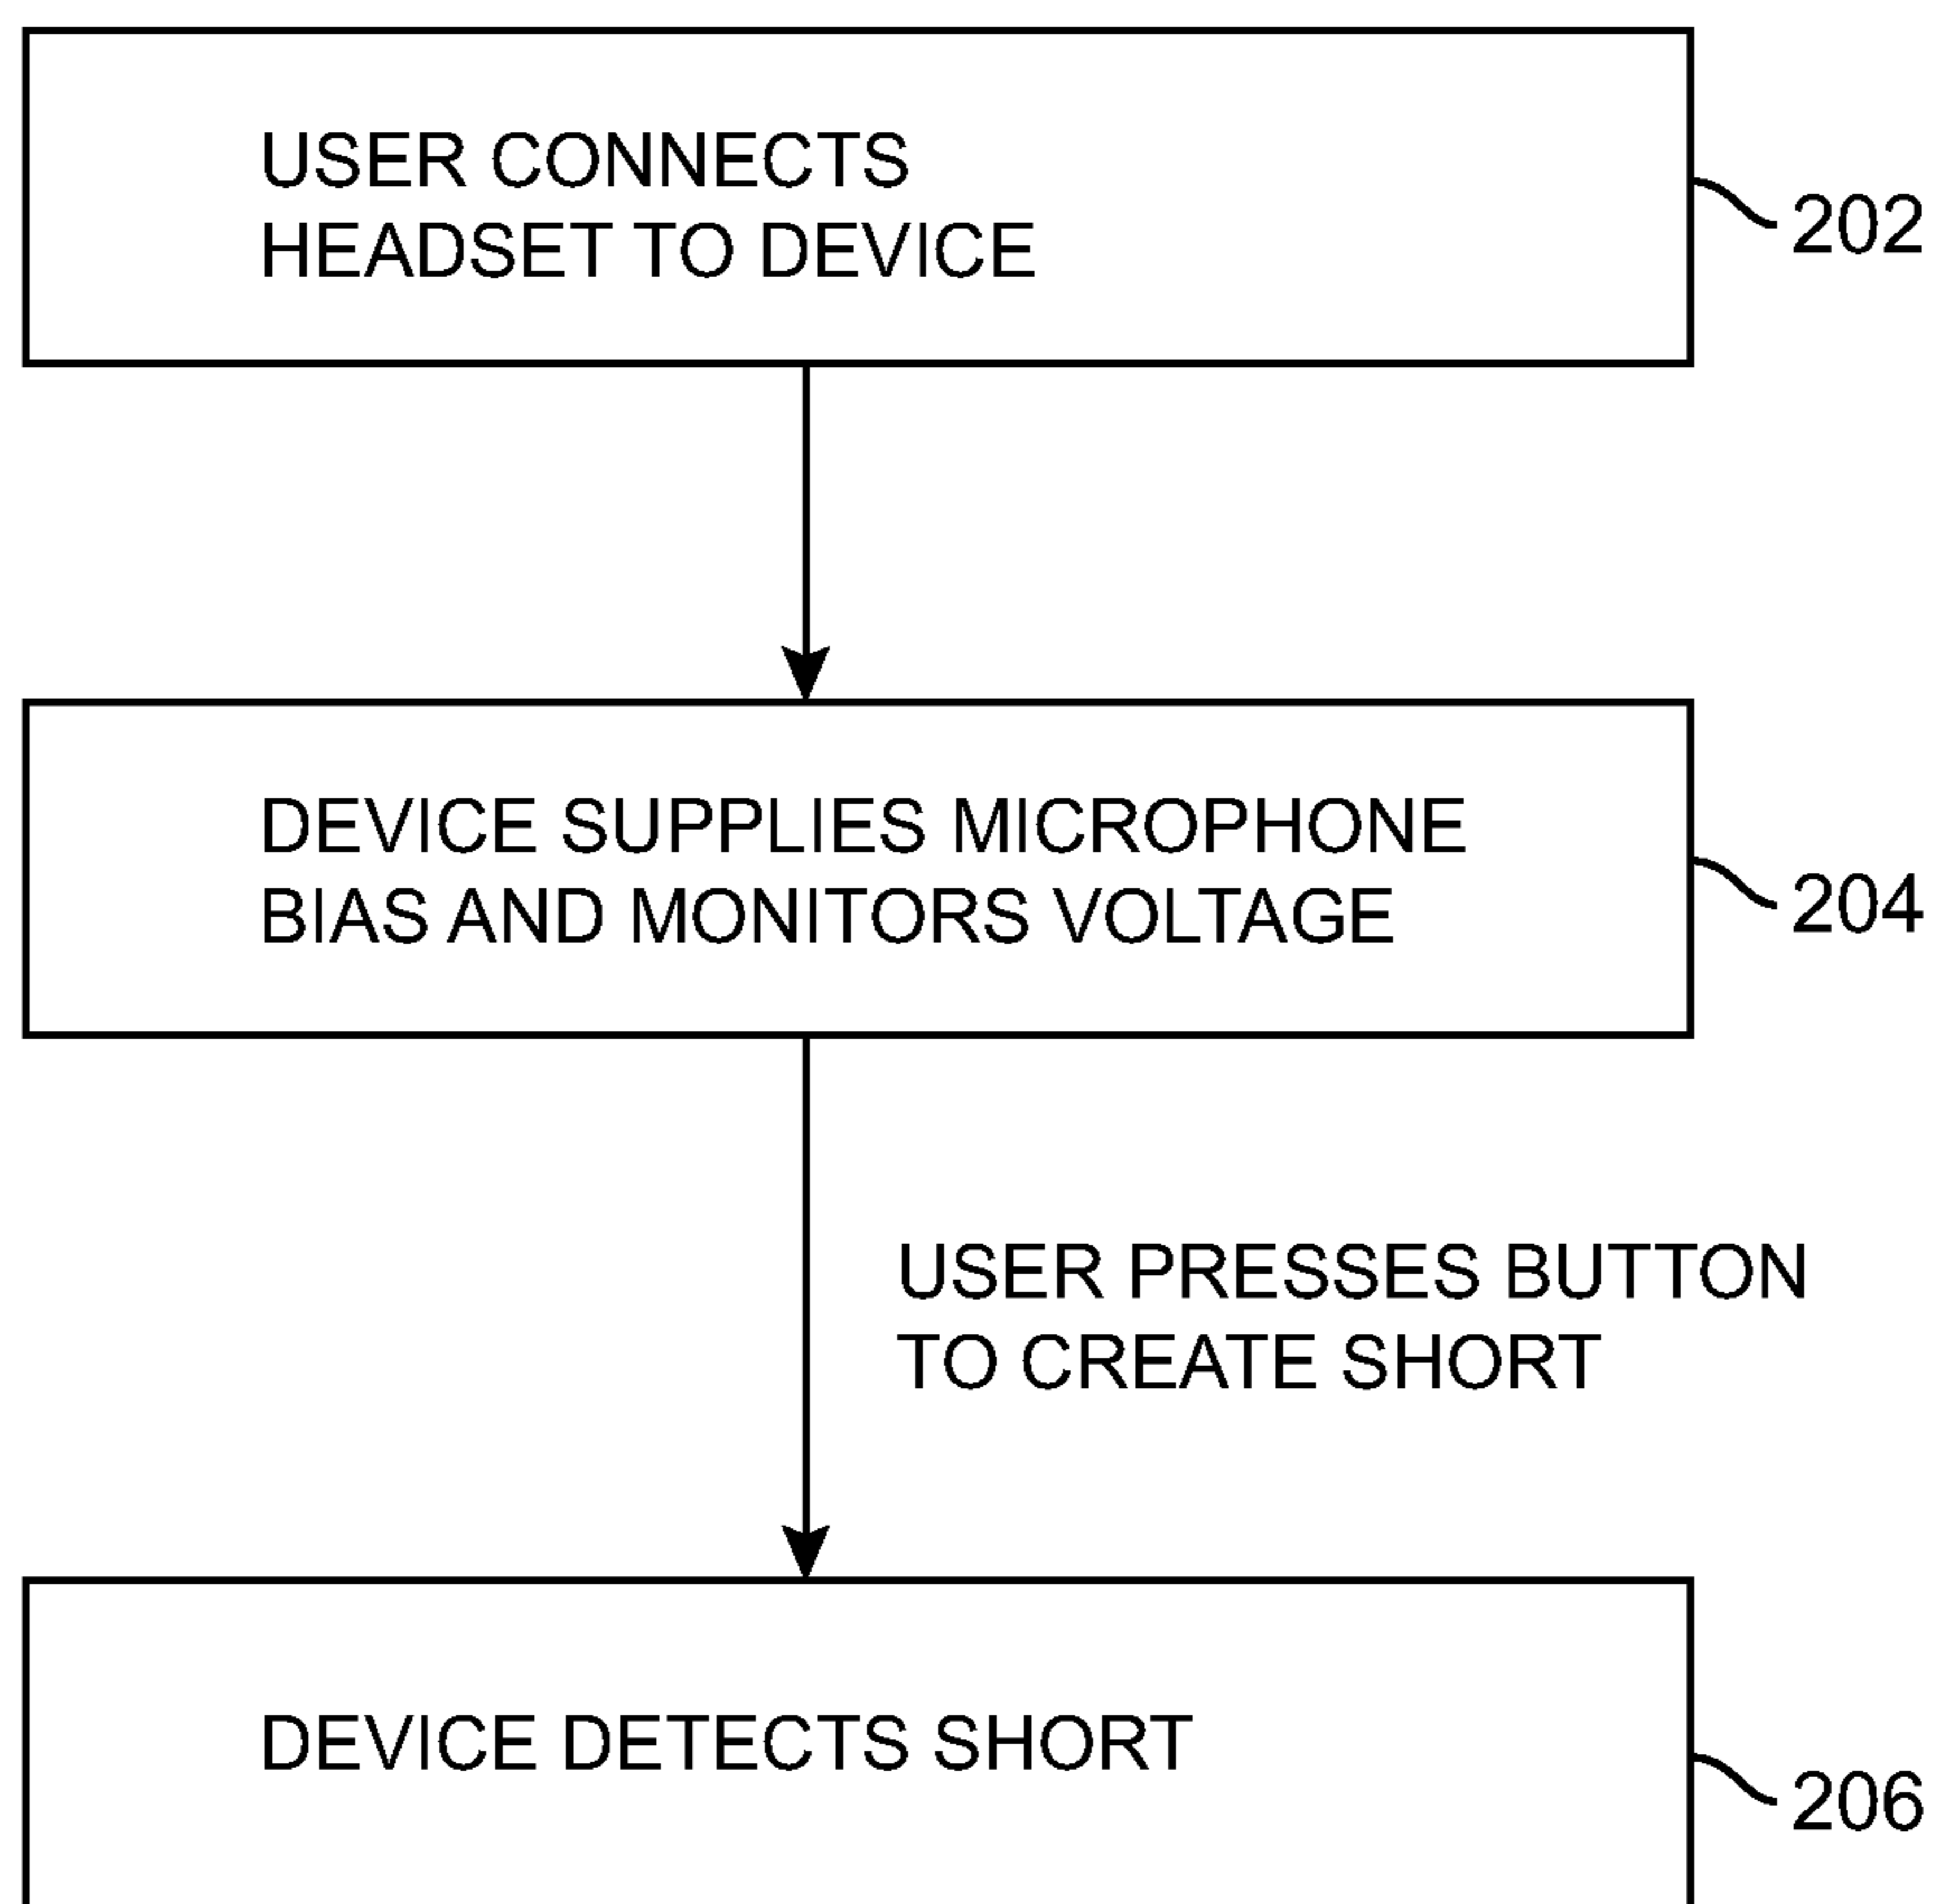 USER CONNECTS
HEADSET TO DEVICE
202
DEVICE SUPPLIES MICROPHONE
BIAS AND MONITORS VOLTAGE
204
USER PRESSES BUTTON
TO CREATE SHORT
DEVICE DETECTS SHORT
206